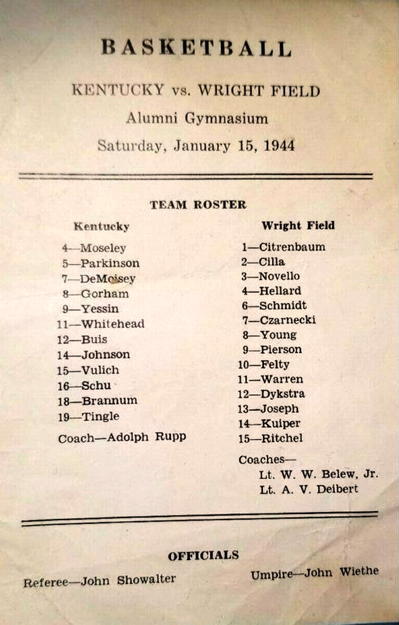 BASKETBALL
KENTUCKY vs. WRIGHT FIELD
Alumni Gymnasium
Saturday, January 15, 1944
TEAM ROSTER
Kentucky
4—Moseley
5—Parkinson
7—DeMoisey
8—Gorham
9—Yessin
11—Whitehead
12—Buis
14—Johnson
15—Vulich
16—Schu
18—Brannum
19—Tingle
Coach—Adolph Rupp
Wright Field
1—Citrenbaum
2—Cilla
3—Novello
4—Hellard
6—Schmidt
7—Czarnecki
8—Young
9—Pierson
10—Felty
11—Warren
12—Dykstra
13—Joseph
14—Kuiper
15—Ritchel
Coaches—
Lt. W. W. Belew, Jr.
Lt. A. V. Deibert
OFFICIALS
Referee—John Showalter
Umpire—John Wiethe